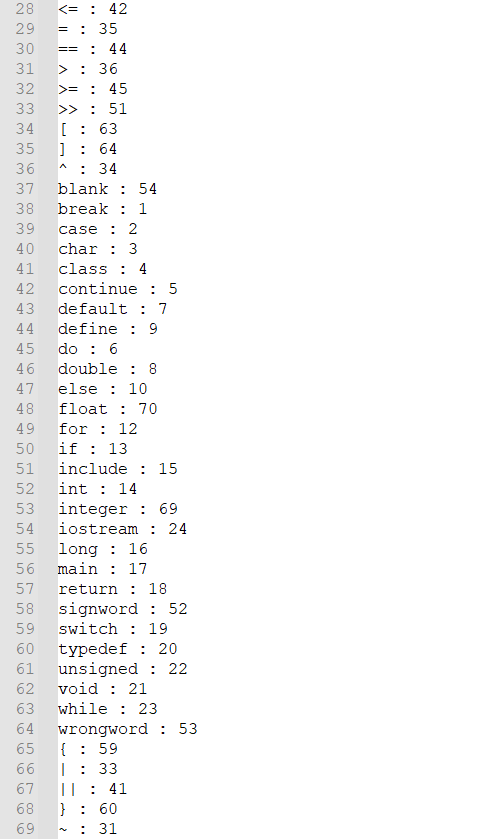 28 <= : 42
29 = : 35
30 == : 44
31 > : 36
32 >= : 45
33 >> : 51
34 [ : 63
35 ] : 64
36 ^ : 34
37 blank : 54
38 break : 1
39 case : 2
40 char : 3
41 class : 4
42 continue : 5
43 default : 7
44 define : 9
45 do : 6
46 double : 8
47 else : 10
48 float : 70
49 for : 12
50 if : 13
51 include : 15
52 int : 14
53 integer : 69
54 iostream : 24
55 long : 16
56 main : 17
57 return : 18
58 signword : 52
59 switch : 19
60 typedef : 20
61 unsigned : 22
62 void : 21
63 while : 23
64 wrongword : 53
65 { : 59
66 | : 33
67 || : 41
68 } : 60
69 ~ : 31